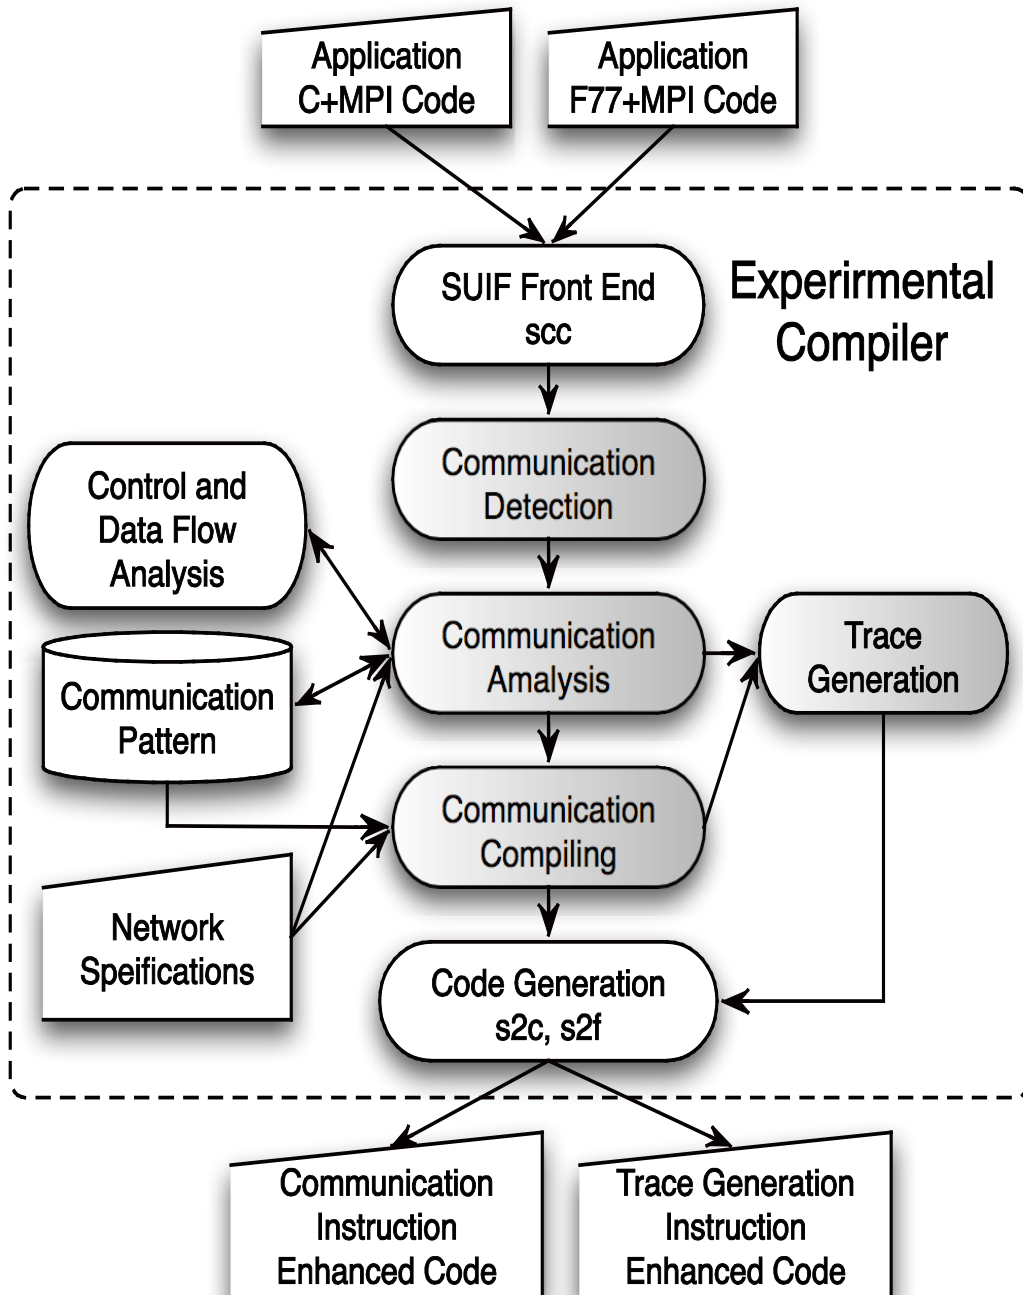 Application
C+MPI Code
Application
F77+MPI Code
Experirmental
Compiler
SUIF Front End
scc
Communication
Detection
Control and
Data Flow
Analysis
Communication
Amalysis
Trace
Generation
Communication
Pattern
Communication
Compiling
Network
Speifications
Code Generation
s2c, s2f
Communication
Instruction
Enhanced Code
Trace Generation
Instruction
Enhanced Code